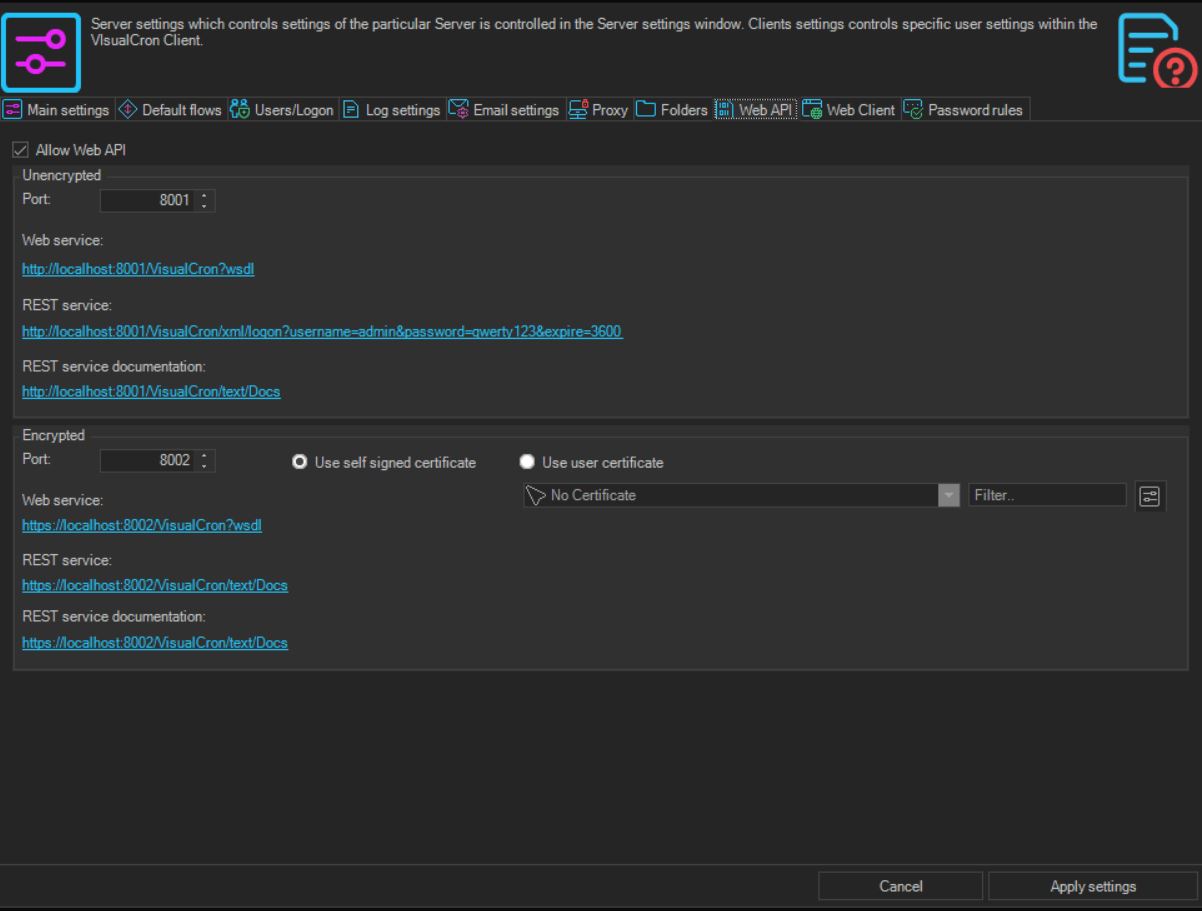 Server settings which controls settings of the particular Server is controlled in the Server settings window. Clients settings controls specific user settings within the
VIsualCron Client.
Main settings Default flows Users/Logon Log settings Email settings Proxy Folders Web API Web Client Password rules
Allow Web API
Unencrypted
Port: 8001
Web service:
http://localhost:8001/VisualCron?wsdl
REST service:
http://localhost:8001/VisualCron/xml/logon?username=admin&password=qwerty123&expire=3600
REST service documentation:
http://localhost:8001/VisualCron/text/Docs
Encrypted
Port: 8002 Use self signed certificate Use user certificate
No Certificate Filter..
Web service:
https://localhost:8002/VisualCron?wsdl
REST service:
https://localhost:8002/VisualCron/text/Docs
REST service documentation:
https://localhost:8002/VisualCron/text/Docs
Cancel Apply settings